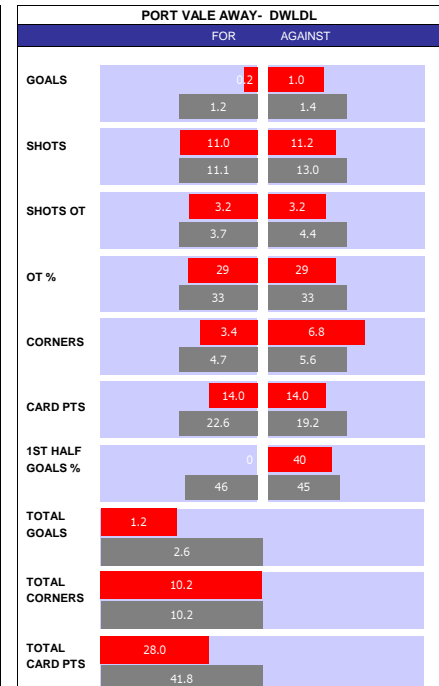 PORT VALE AWAY- DWLDL
FOR AGAINST
GOALS 0.2 1.0
1.2 1.4
SHOTS 11.0 11.2
11.1 13.0
SHOTS OT 3.2 3.2
3.7 4.4
OT % 29 29
33 33
CORNERS 3.4 6.8
4.7 5.6
CARD PTS 14.0 14.0
22.6 19.2
1ST HALF
GOALS % 0 40
46 45
TOTAL
GOALS 1.2
2.6
TOTAL
CORNERS 10.2
10.2
TOTAL
CARD PTS 28.0
41.8